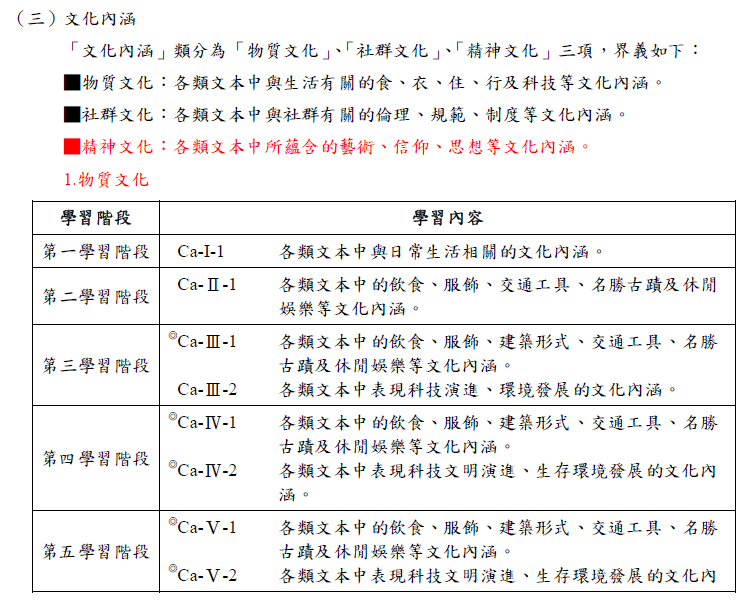 （三）文化內涵
「文化內涵」類分為「物質文化」、「社群文化」、「精神文化」三項，界義如下：
■物質文化：各類文本中與生活有關的食、衣、住、行及科技等文化內涵。
■社群文化：各類文本中與社群有關的倫理、規範、制度等文化內涵。
■精神文化：各類文本中所蘊含的藝術、信仰、思想等文化內涵。
1.物質文化
學習階段 學習內容
第一學習階段 Ca-Ⅰ-1 各類文本中與日常生活相關的文化內涵。
第二學習階段 Ca-Ⅱ-1 各類文本中的飲食、服飾、交通工具、名勝古蹟及休閒
娛樂等文化內涵。
第三學習階段
◎Ca-Ⅲ-1 各類文本中的飲食、服飾、建築形式、交通工具、名勝
古蹟及休閒娛樂等文化內涵。
Ca-Ⅲ-2 各類文本中表現科技演進、環境發展的文化內涵。
第四學習階段
◎Ca-Ⅳ-1 各類文本中的飲食、服飾、建築形式、交通工具、名勝
古蹟及休閒娛樂等文化內涵。
◎Ca-Ⅳ-2 各類文本中表現科技文明演進、生存環境發展的文化內
涵。
第五學習階段
◎Ca-Ⅴ-1 各類文本中的飲食、服飾、建築形式、交通工具、名勝
古蹟及休閒娛樂等文化內涵。
◎Ca-Ⅴ-2 各類文本中表現科技文明演進、生存環境發展的文化內